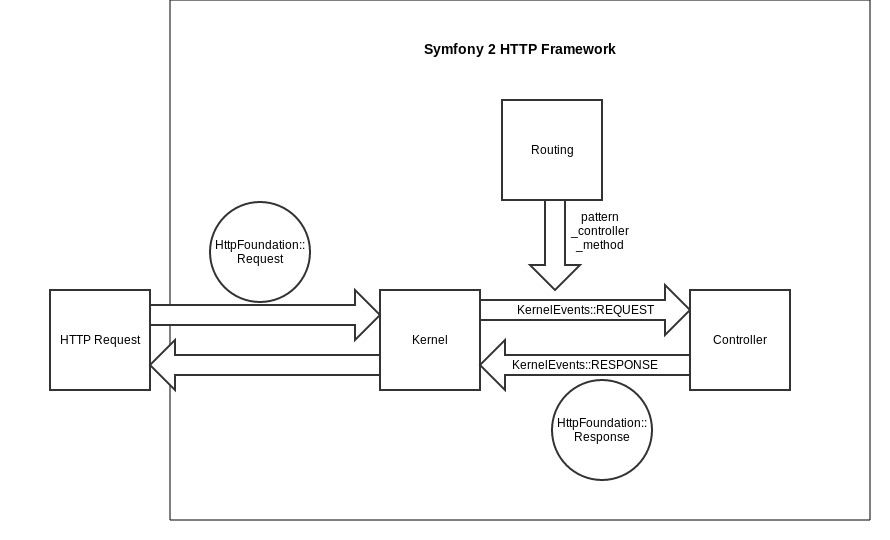 Symfony 2 HTTP Framework
Routing
pattern
_controller
_method
HttpFoundation::
Request
HTTP Request
Kernel
KernelEvents::REQUEST
Controller
KernelEvents::RESPONSE
HttpFoundation::
Response